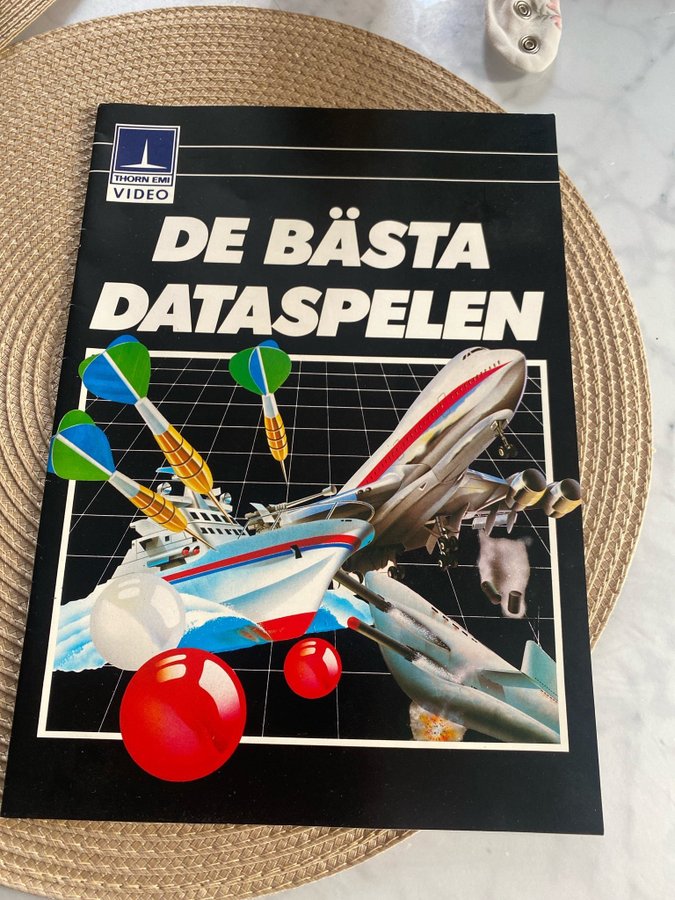 THORN EMI
VIDEO
DE BÄSTA
DATASPELEN